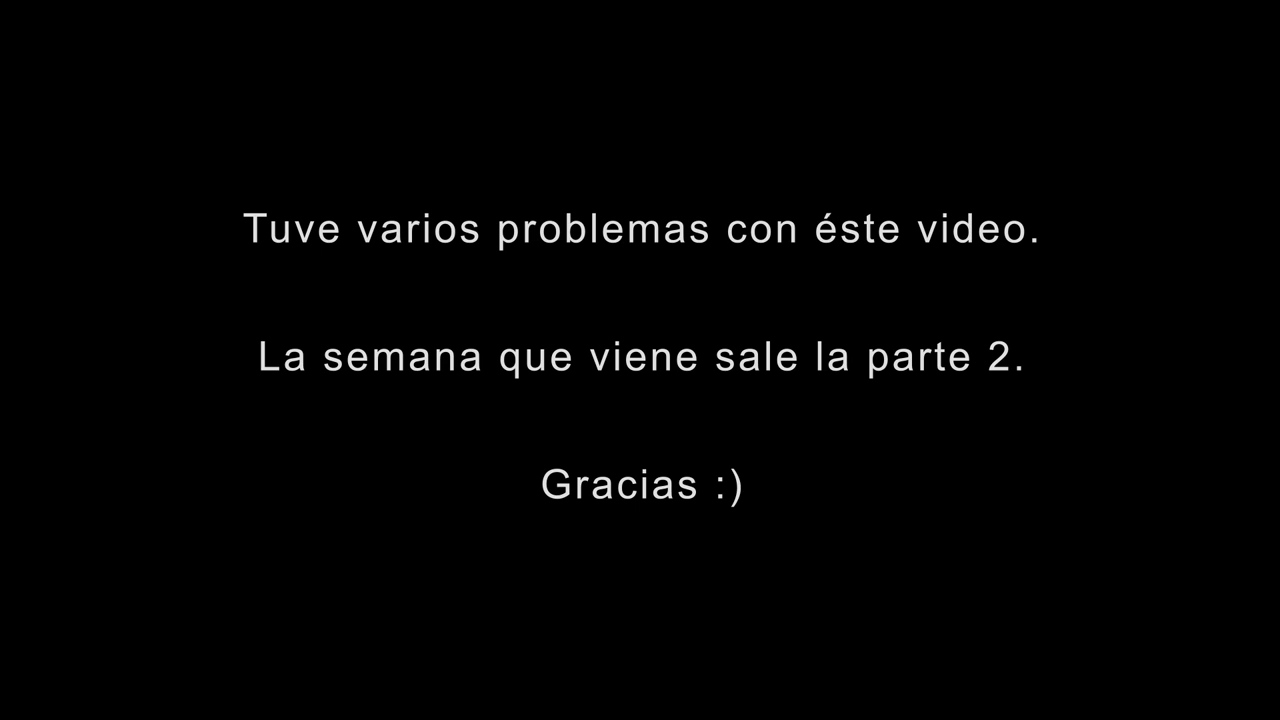 Tuve varios problemas con éste video.
La semana que viene sale la parte 2.
Gracias :)